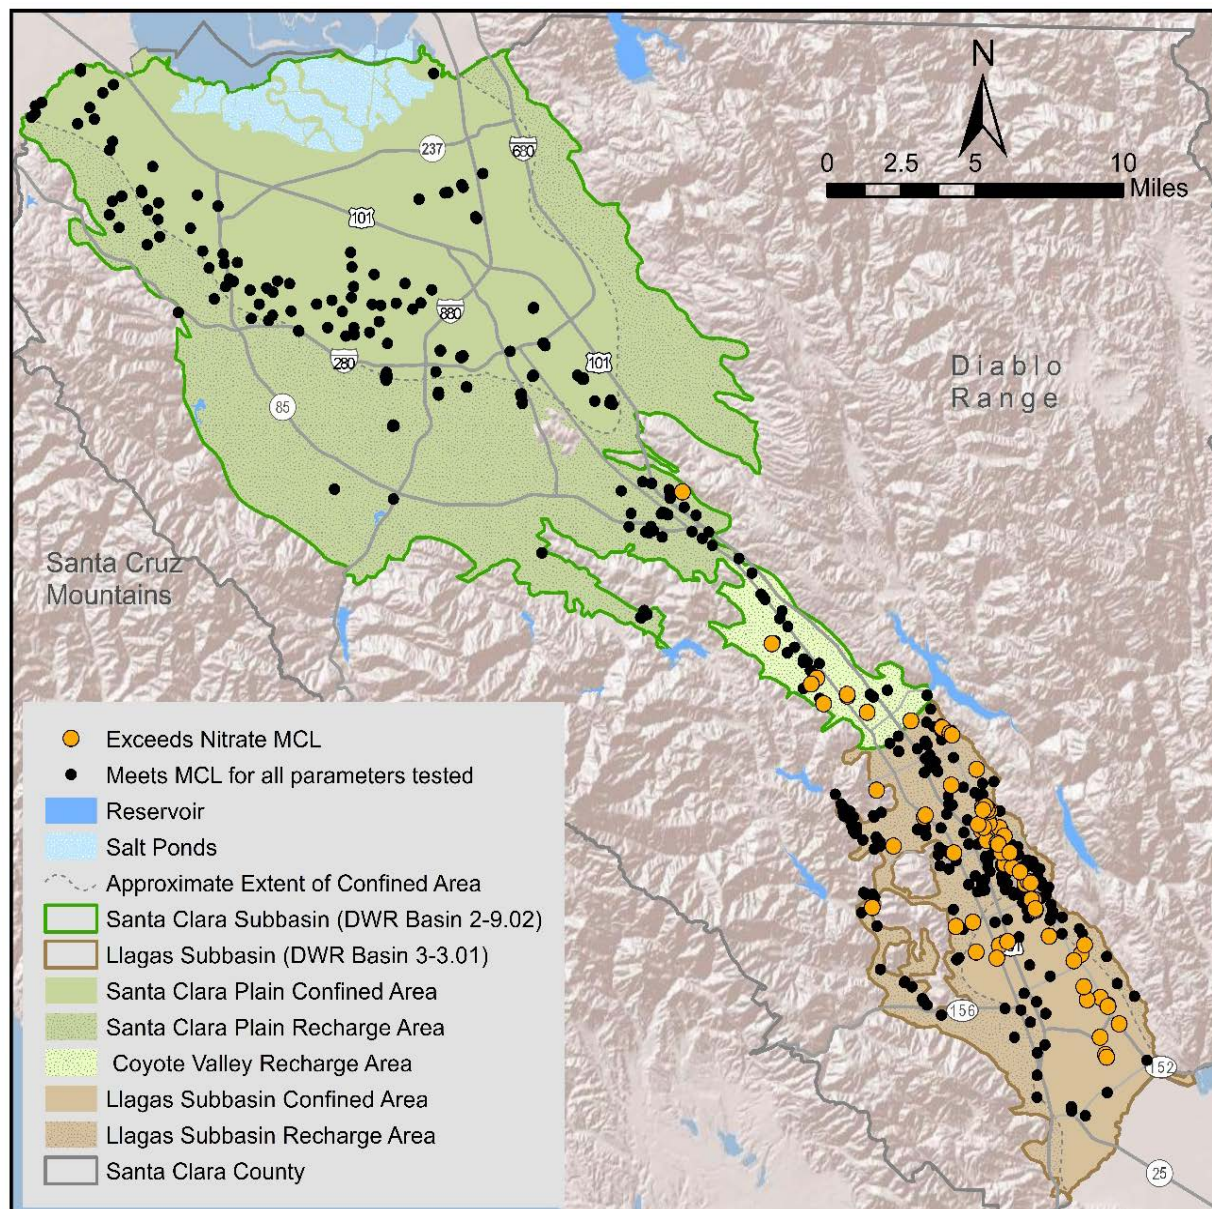 N
0 2.5 5 10
Miles
237
680
101
880
280
101
85
Diablo
Range
Santa Cruz
Mountains
Exceeds Nitrate MCL
Meets MCL for all parameters tested
Reservoir
Salt Ponds
Approximate Extent of Confined Area
Santa Clara Subbasin (DWR Basin 2-9.02)
Llagas Subbasin (DWR Basin 3-3.01)
Santa Clara Plain Confined Area
Santa Clara Plain Recharge Area
Coyote Valley Recharge Area
Llagas Subbasin Confined Area
Llagas Subbasin Recharge Area
Santa Clara County
156
152
25